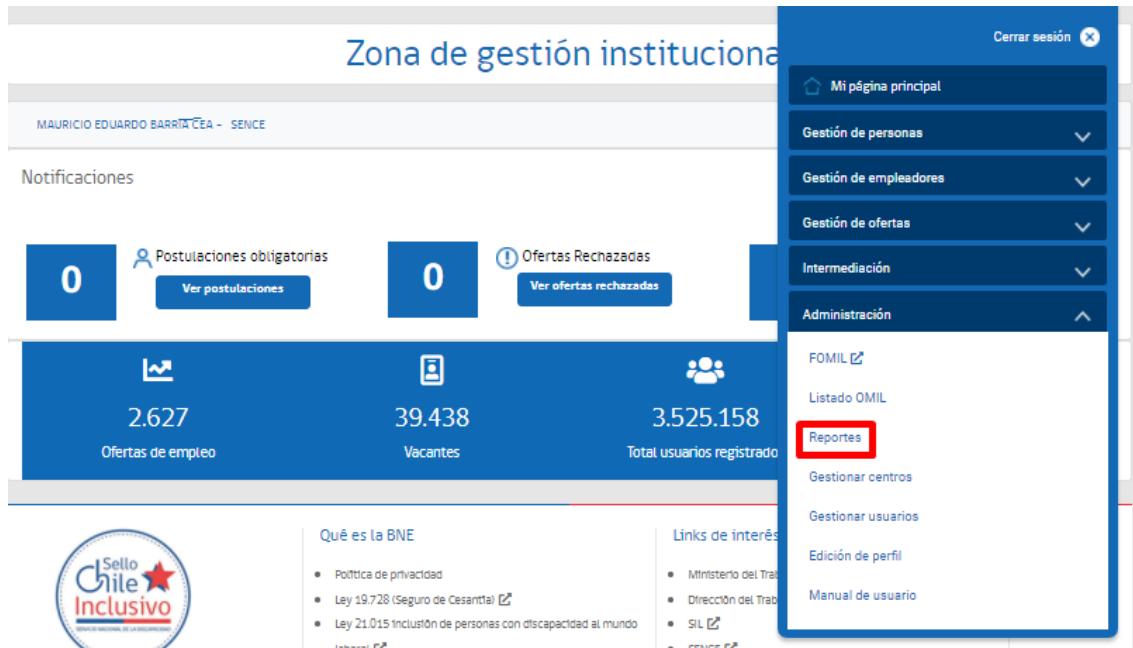 Zona de gestión instituciona
MAURICIO EDUARDO BARRIA CEA - SENCE
Notificaciones
0
Postulaciones obligatorias
Ver postulaciones
0
Ofertas Rechazadas
Ver ofertas rechazadas
2.627
Ofertas de empleo
39.438
Vacantes
3.525.158
Total usuarios registrado
Sello
Chile
Inclusivo
Qué es la BNE
Política de privacidad
Ley 19.728 (Seguro de Cesantía)
Ley 21.015 inclusión de personas con discapacidad al mundo
laboral
Links de interés
Ministerio del Trab
Dirección del Trab
SIL
SENCE
Cerrar sesión
Mi página principal
Gestión de personas
Gestión de empleadores
Gestión de ofertas
Intermediación
Administración
FOMIL
Listado OMIL
Reportes
Gestionar centros
Gestionar usuarios
Edición de perfil
Manual de usuario